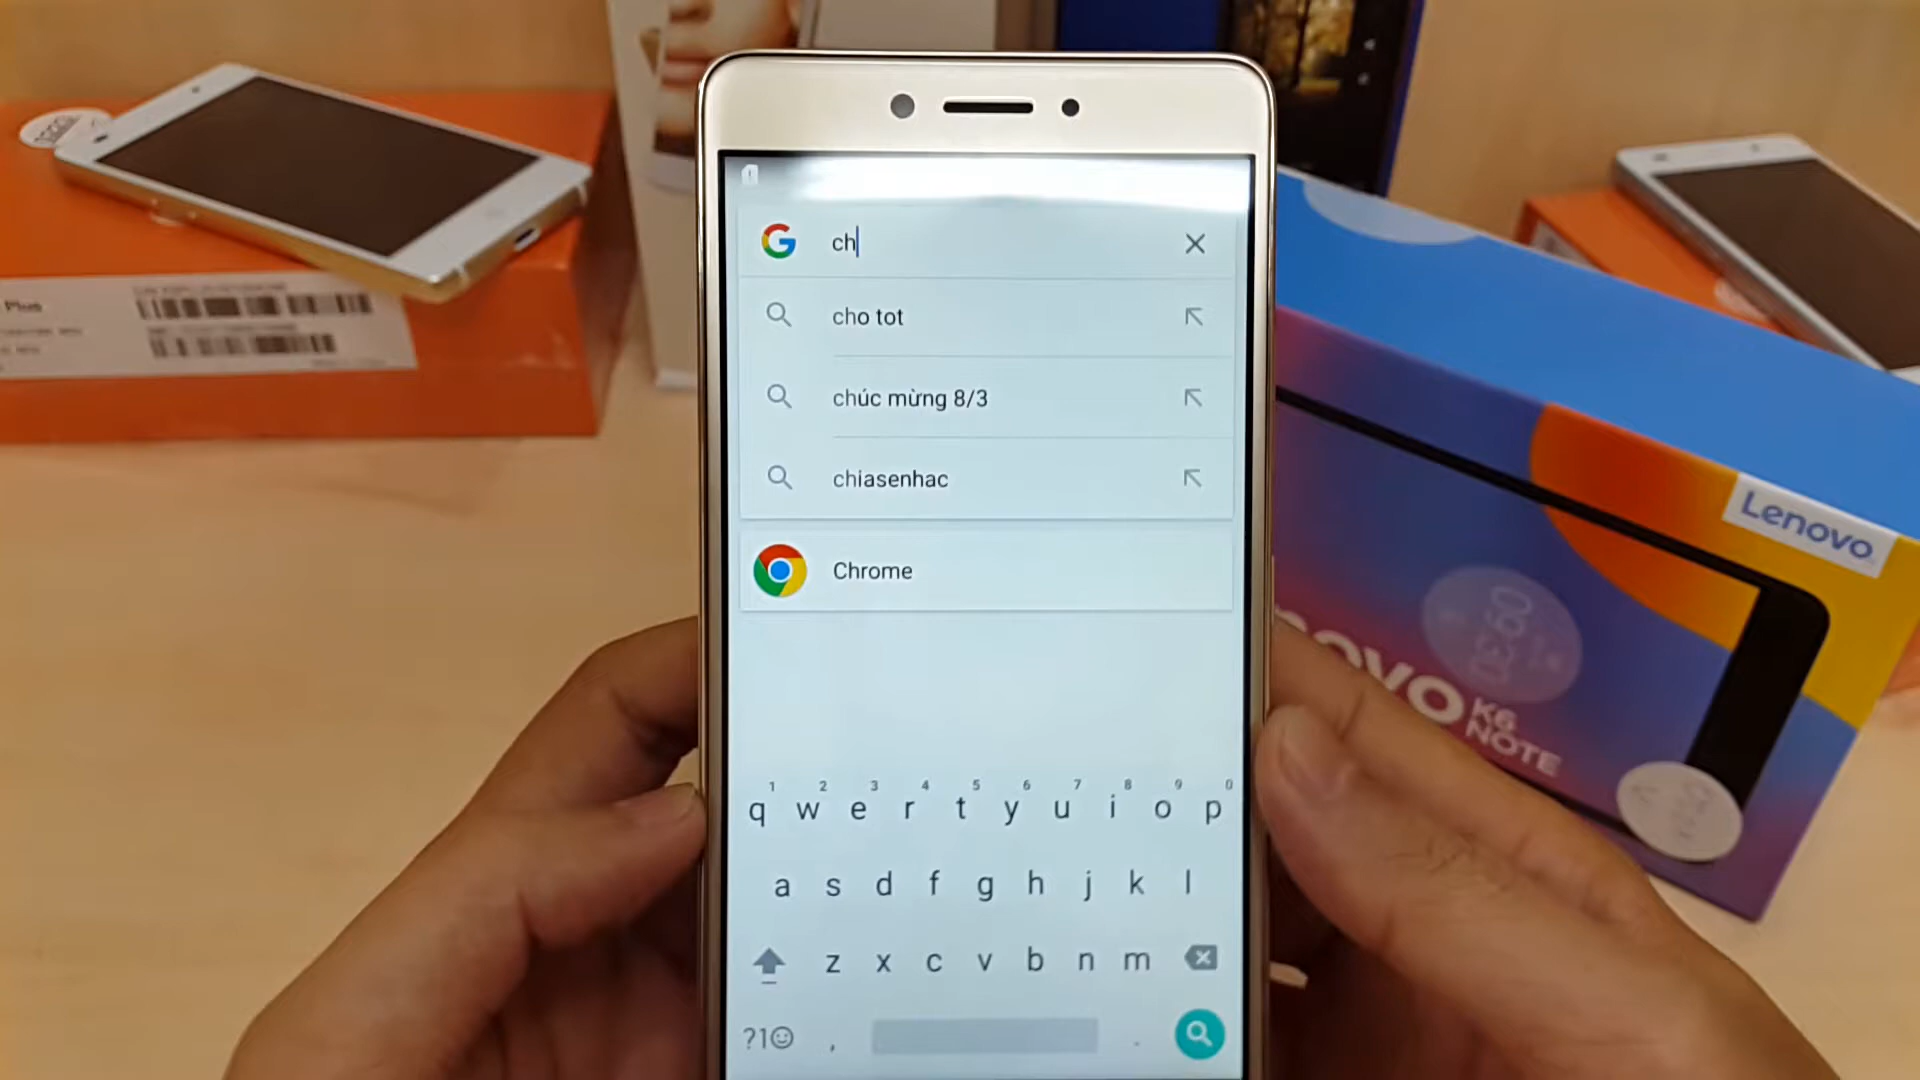 ch
cho tot
chúc mừng 8/3
chiasenhac
Chrome
1 2 3 4 5 6 7 8 9 0
q w e r t y u i o p
a s d f g h j k l
z x c v b n m
?1☺ , .
Plus
Lenovo
K6
NOTE